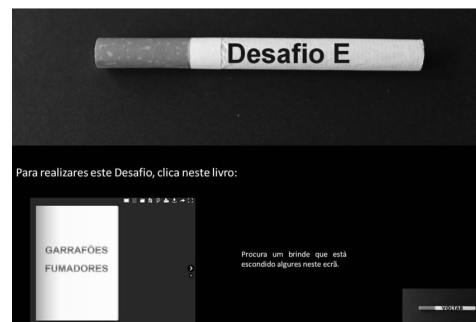 Desafio E
Para realizares este Desafio, clica neste livro:
GARRAFÕES
FUMADORES
Procura um brinde que está
escondido algures neste ecrã.
VOLTAR